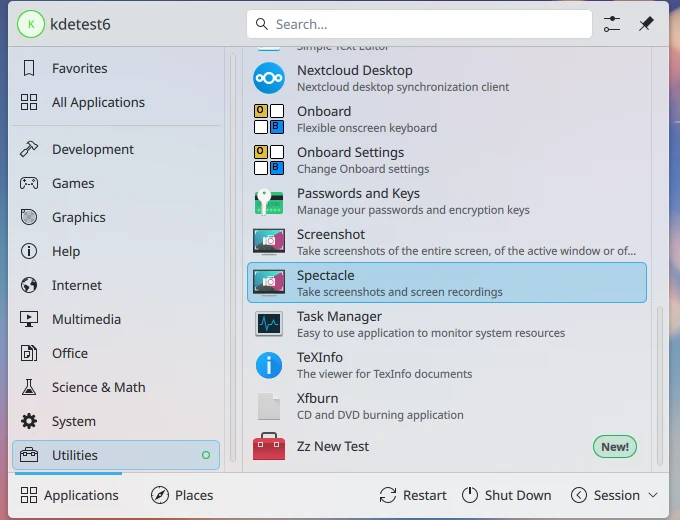 K kdetest6
Search...
Favorites
All Applications
Development
Games
Graphics
Help
Internet
Multimedia
Office
Science & Math
System
Utilities
Simple Text Editor
Nextcloud Desktop
Nextcloud desktop synchronization client
O
B
Onboard
Flexible onscreen keyboard
O
B
Onboard Settings
Change Onboard settings
Passwords and Keys
Manage your passwords and encryption keys
Screenshot
Take screenshots of the entire screen, of the active window or of...
Spectacle
Take screenshots and screen recordings
Task Manager
Easy to use application to monitor system resources
TeXInfo
The viewer for TexInfo documents
Xfburn
CD and DVD burning application
Zz New Test New!
Applications Places Restart Shut Down Session